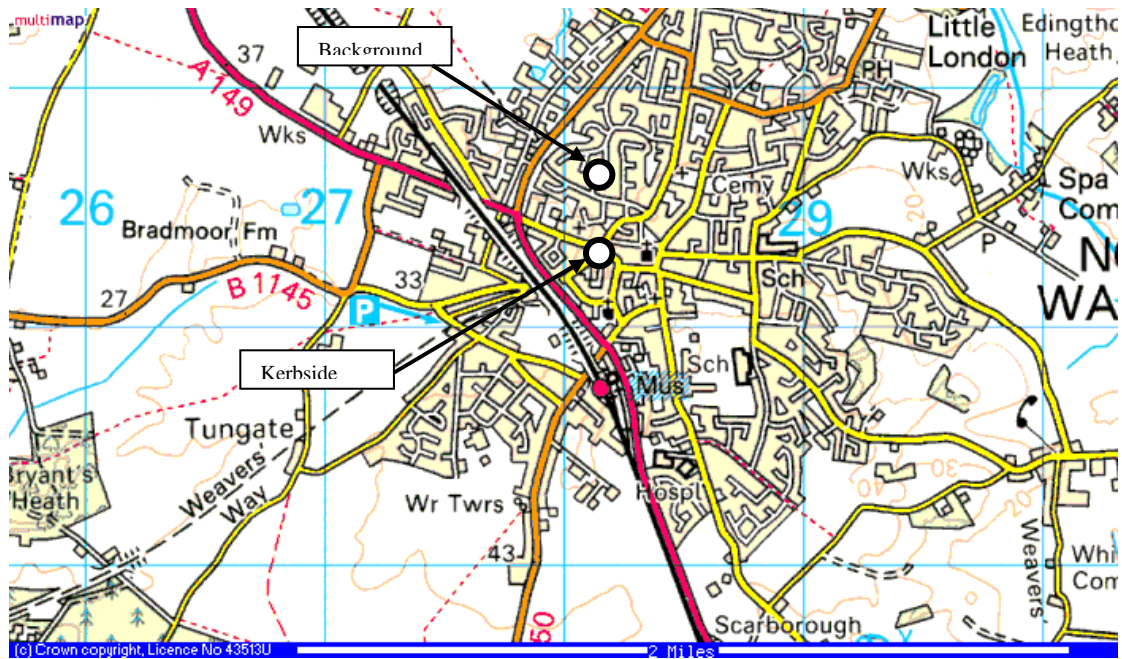 multimap
Background
Little
London
Edingtho
Heath
37
A 149
PH
Wks
Cemy
Wks
Spa
Com
26
27
29
20
Bradmoor Fm
P
N
WA
33
Sch
27
B 1145
P
Kerbside
Sch
Mus
Tungate
Bryant's
Heath
Weavers'
Way
Wr Twrs
Hospl
30
40
20
43
Weavers'
Whi
Com
50
Scarborough
(c) Crown copyright, Licence No 43513U
2 Miles